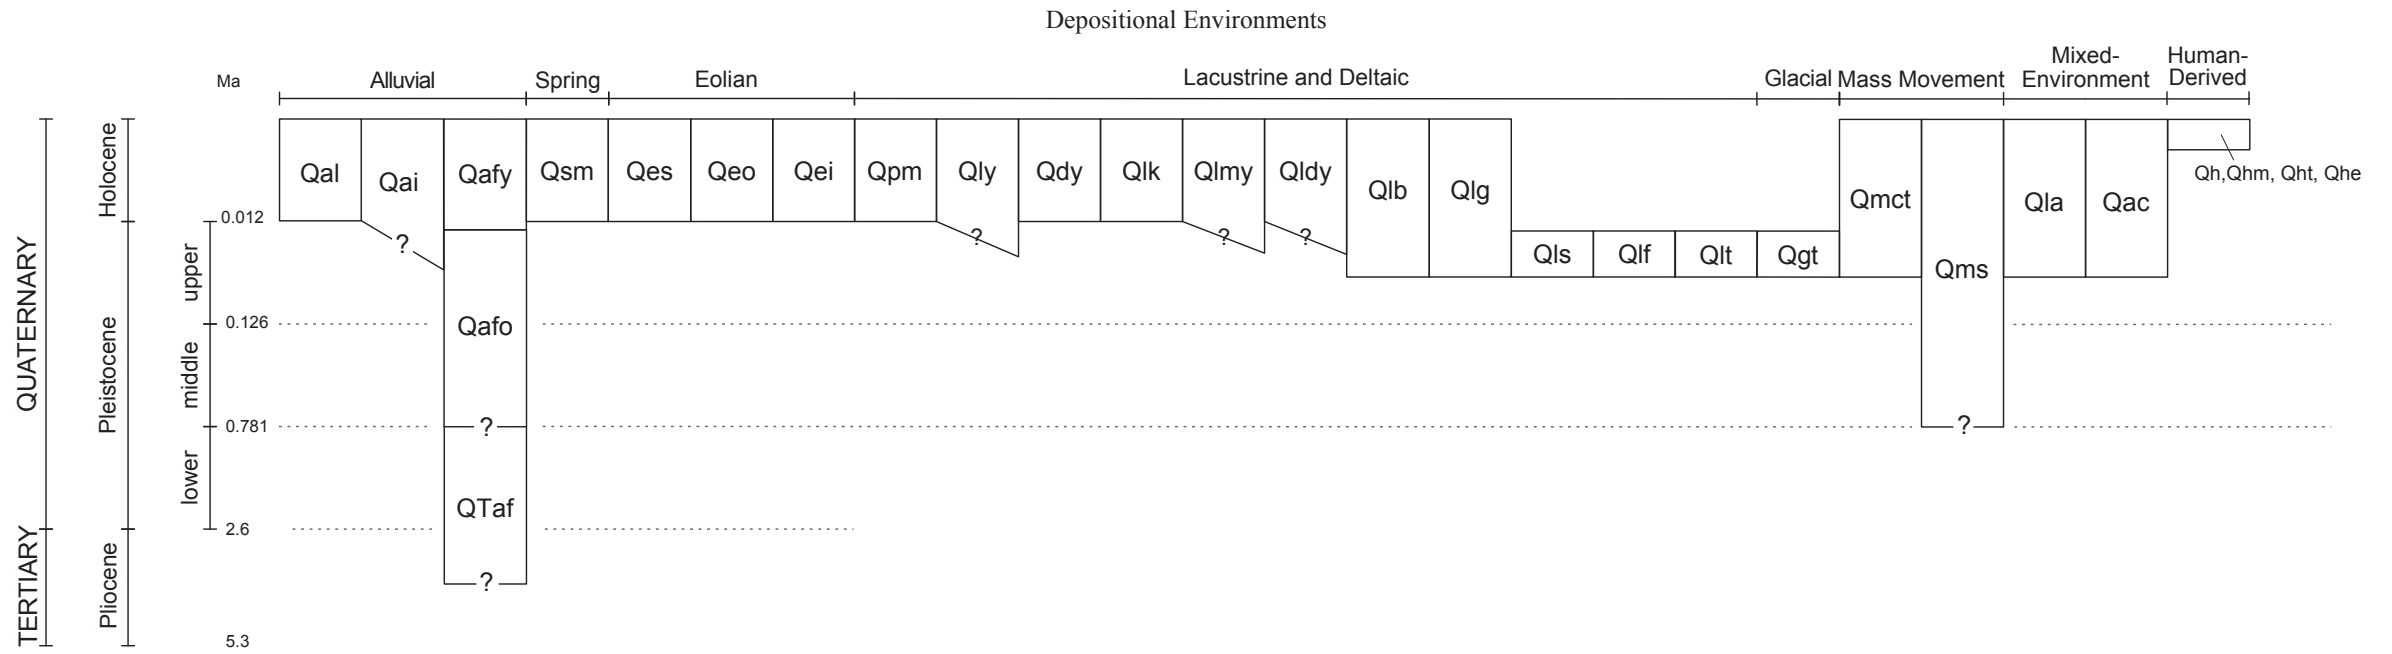 Depositional Environments
Ma
Alluvial
Spring
Eolian
Lacustrine and Deltaic
Glacial
Mass Movement
Mixed-
Environment
Human-
Derived
QUATERNARY
TERTIARY
Holocene
Pleistocene
Pliocene
upper
middle
lower
0.012
0.126
0.781
2.6
5.3
Qal
Qai
?
Qafy
Qafo
?
QTaf
?
Qsm
Qes
Qeo
Qei
Qpm
Qly
?
Qdy
Qlk
Qlmy
?
Qldy
?
Qlb
Qlg
Qls
Qlf
Qlt
Qgt
Qmct
Qms
?
Qla
Qac
Qh,Qhm, Qht, Qhe